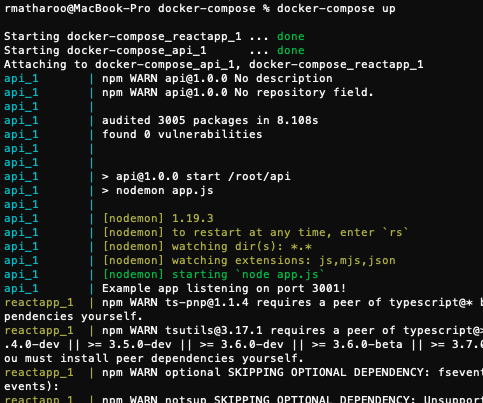 rmatharoo@MacBook-Pro docker-compose % docker-compose up
Starting docker-compose_reactapp_1 ... done
Starting docker-compose_api_1      ... done
Attaching to docker-compose_api_1, docker-compose_reactapp_1
api_1       | npm WARN api@1.0.0 No description
api_1       | npm WARN api@1.0.0 No repository field.
api_1       |
api_1       | audited 3005 packages in 8.108s
api_1       | found 0 vulnerabilities
api_1       |
api_1       |
api_1       | > api@1.0.0 start /root/api
api_1       | > nodemon app.js
api_1       |
api_1       | [nodemon] 1.19.3
api_1       | [nodemon] to restart at any time, enter `rs`
api_1       | [nodemon] watching dir(s): *.*
api_1       | [nodemon] watching extensions: js,mjs,json
api_1       | [nodemon] starting `node app.js`
api_1       | Example app listening on port 3001!
reactapp_1  | npm WARN ts-pnp@1.1.4 requires a peer of typescript@* b
pendencies yourself.
reactapp_1  | npm WARN tsutils@3.17.1 requires a peer of typescript@>
.4.0-dev || >= 3.5.0-dev || >= 3.6.0-dev || >= 3.6.0-beta || >= 3.7.0
ou must install peer dependencies yourself.
reactapp_1  | npm WARN optional SKIPPING OPTIONAL DEPENDENCY: fsevent
events):
reactapp_1  | npm WARN notsup SKIPPING OPTIONAL DEPENDENCY: Unsupport